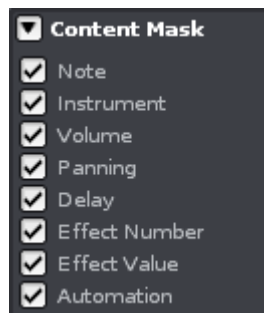 Content Mask
Note
Instrument
Volume
Panning
Delay
Effect Number
Effect Value
Automation